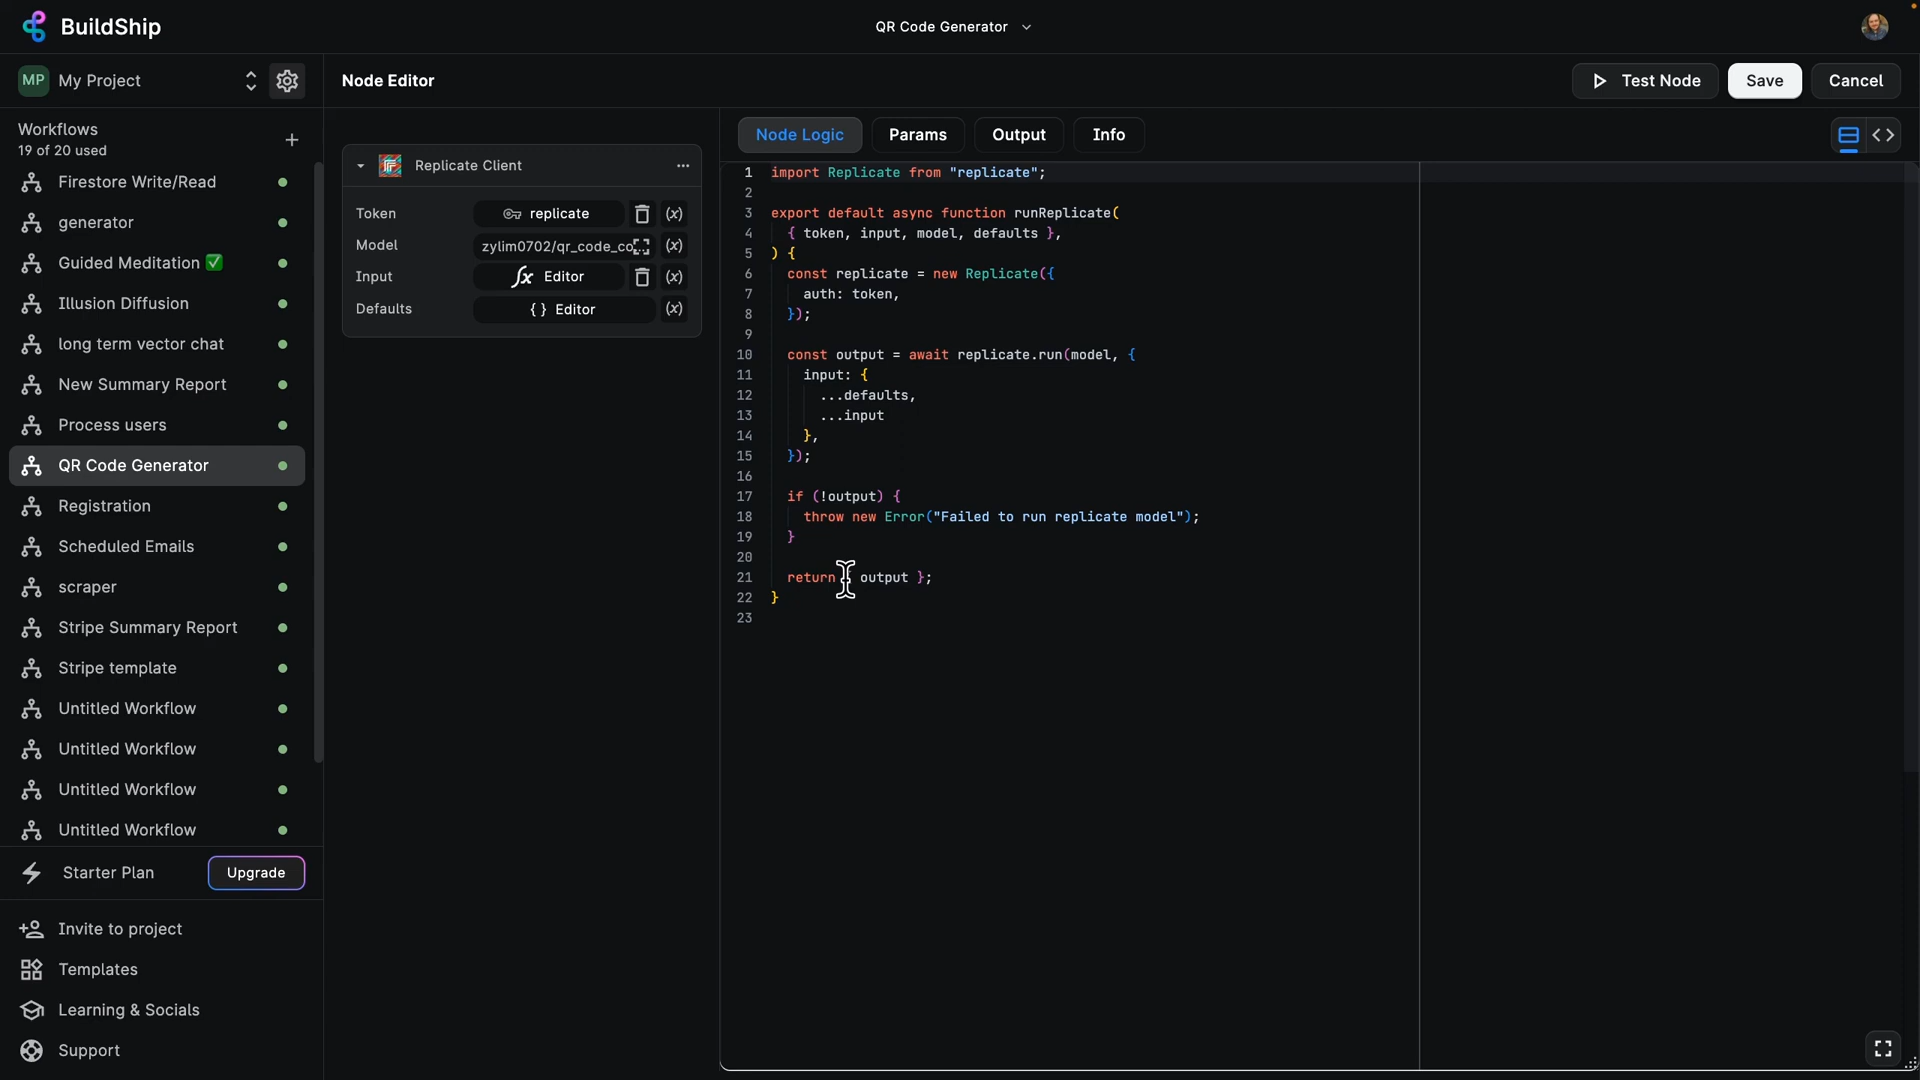 BuildShip
QR Code Generator
MP My Project
Node Editor
Test Node
Save
Cancel
Workflows
19 of 20 used
Firestore Write/Read
generator
Guided Meditation ✅
Illusion Diffusion
long term vector chat
New Summary Report
Process users
QR Code Generator
Registration
Scheduled Emails
scraper
Stripe Summary Report
Stripe template
Untitled Workflow
Untitled Workflow
Untitled Workflow
Untitled Workflow
Starter Plan
Upgrade
Invite to project
Templates
Learning & Socials
Support
Replicate Client
Token replicate (x)
Model zylim0702/qr_code_co (x)
Input fx Editor (x)
Defaults { } Editor (x)
Node Logic
Params
Output
Info
1 import Replicate from "replicate";
2
3 export default async function runReplicate(
4 { token, input, model, defaults },
5 ) {
6 const replicate = new Replicate({
7 auth: token,
8 });
9
10 const output = await replicate.run(model, {
11 input: {
12 ...defaults,
13 ...input
14 },
15 });
16
17 if (!output) {
18 throw new Error("Failed to run replicate model");
19 }
20
21 return { output };
22 }
23